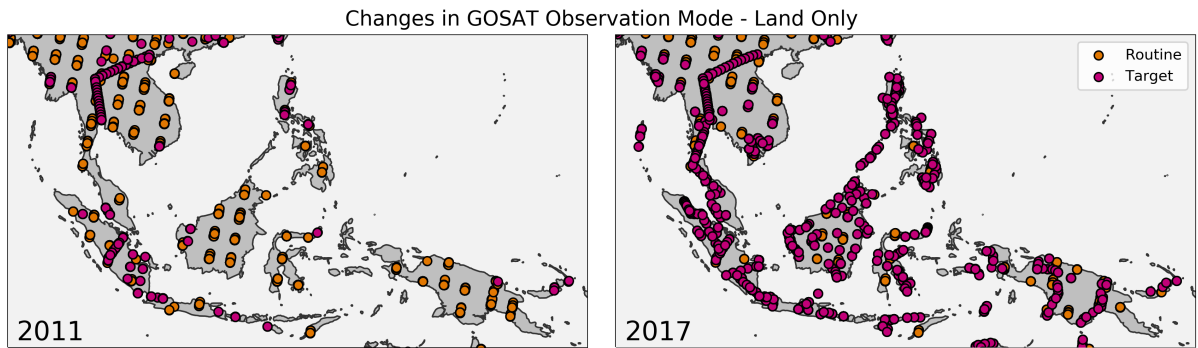 Changes in GOSAT Observation Mode - Land Only
Routine
Target
2011
2017